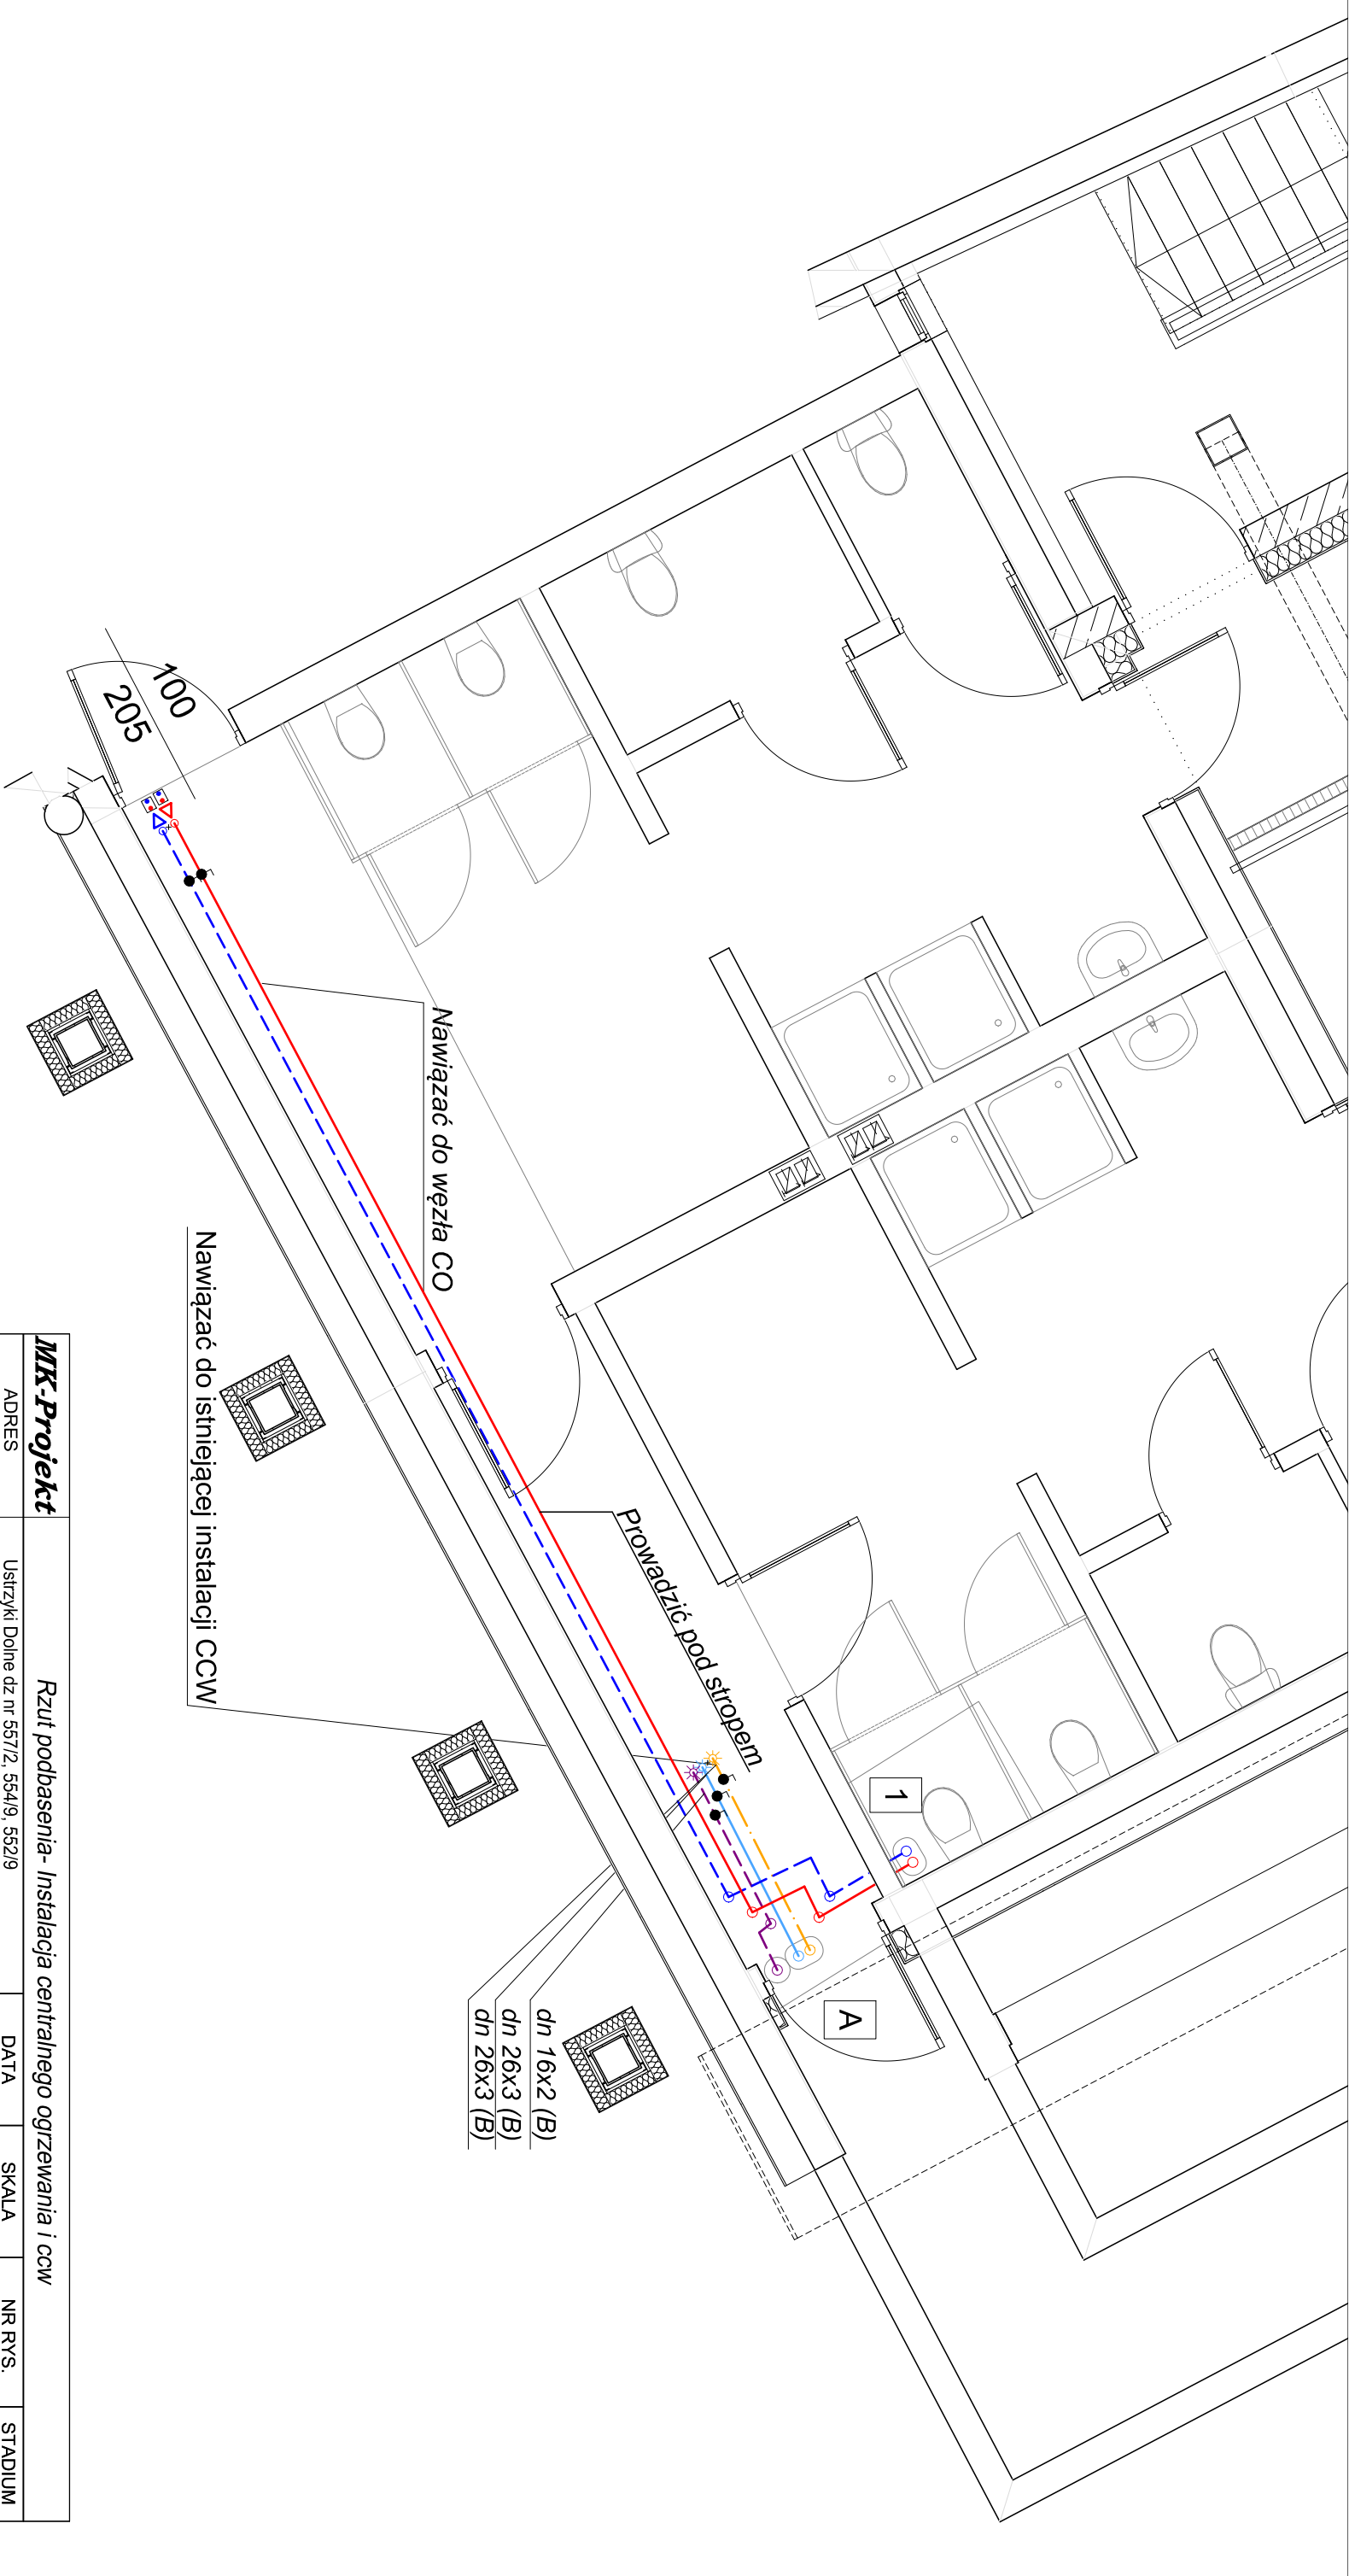 100
205
Nawiązać do węzła CO
Prowadzić pod stropem
1
A
Nawiązać do istniejącej instalacji CCW
dn 16x2 (B)
dn 26x3 (B)
dn 26x3 (B)
MK-Projekt
Rzut podbasenia- Instalacja centralnego ogrzewania i ccw
ADRES
Ustrzyki Dolne dz nr 557/2, 554/9, 552/9
DATA
SKALA
NR RYS.
STADIUM